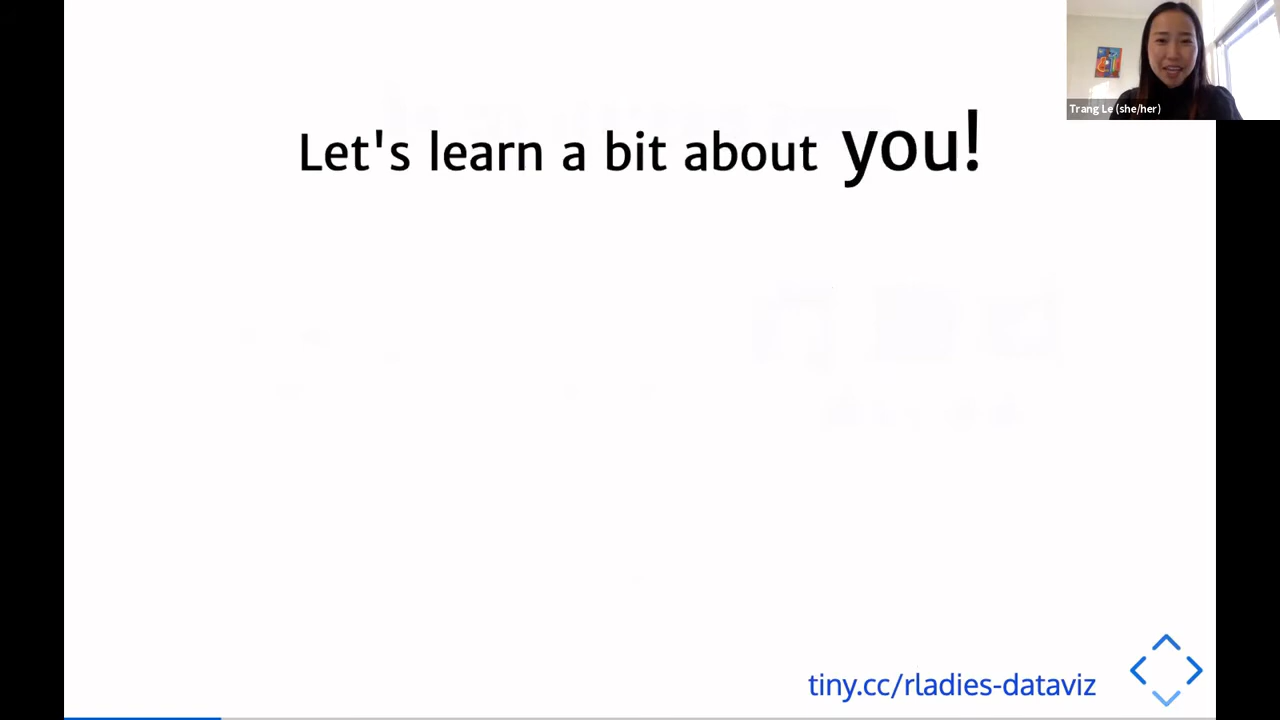 Trang Le (she/her)
Let's learn a bit about you!
tiny.cc/rladies-dataviz